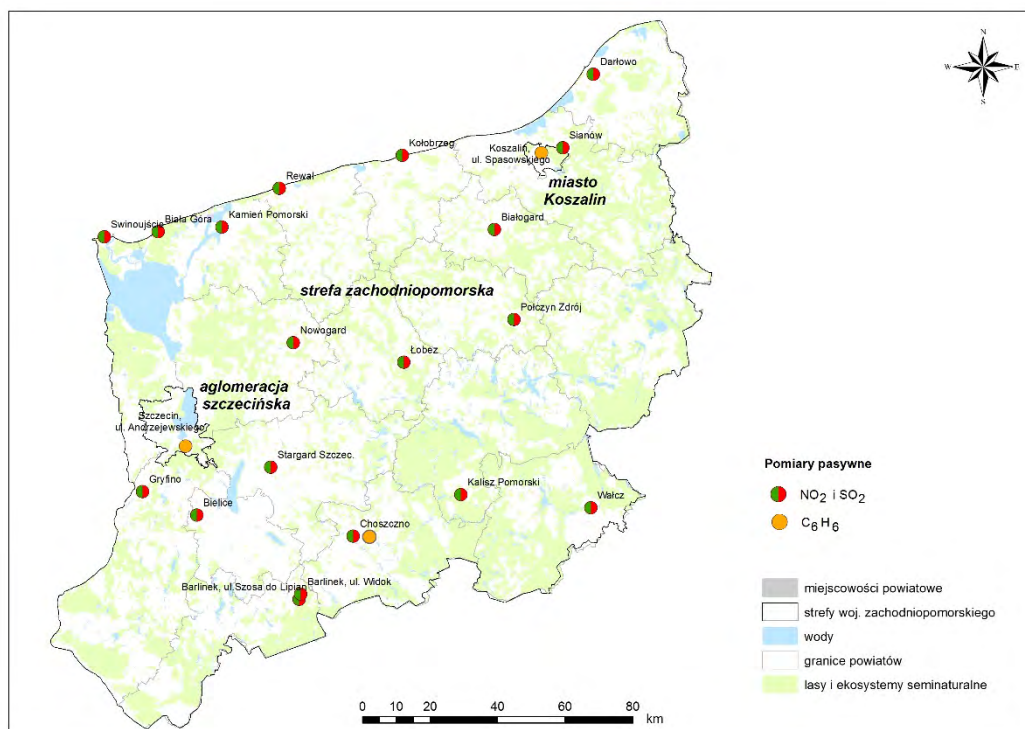 N
W
E
S
Darłowo
Sianów
Koszalin,
ul. Spasowskiego
Kołobrzeg
miasto
Koszalin
Rewal
Kamień Pomorski
Biała Góra
Swinoujście
Białogard
strefa zachodniopomorska
Połczyn Zdrój
Nowogard
Łobez
aglomeracja
szczecińska
Szczecin,
ul. Andrzejewskiego
Stargard Szczec.
Gryfino
Bielice
Kalisz Pomorski
Wałcz
Choszczno
Barlinek, ul.Szosa do Lipian
Barlinek, ul. Widok
Pomiary pasywne
NO2 i SO2
C6H6
miejscowości powiatowe
strefy woj. zachodniopomorskiego
wody
granice powiatów
lasy i ekosystemy seminaturalne
0 10 20 40 60 80
km